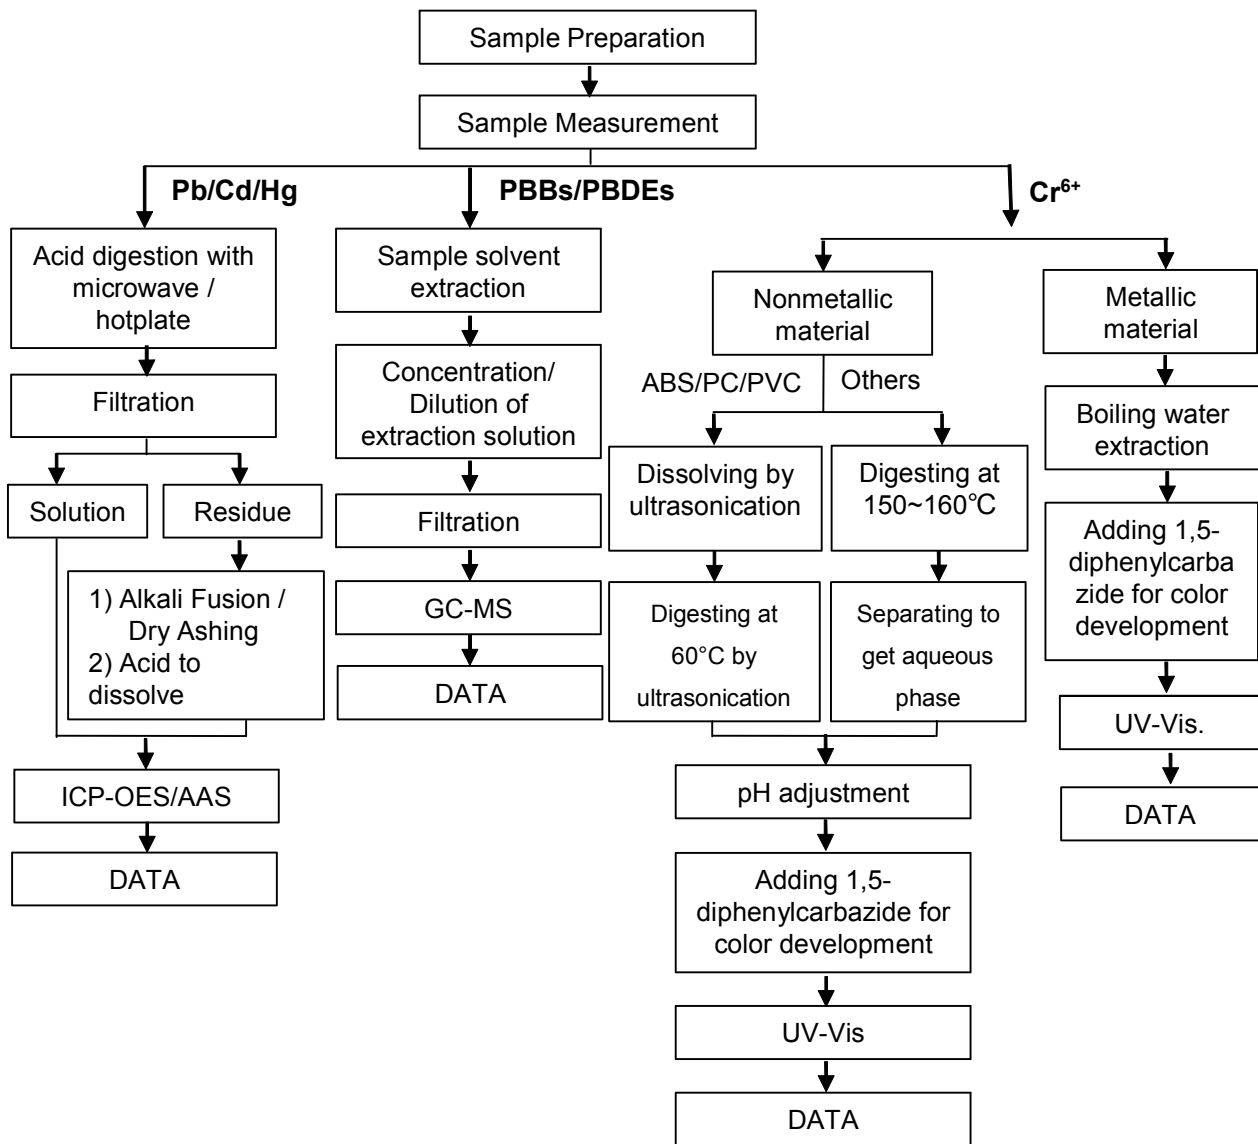 Sample Preparation
Sample Measurement
Pb/Cd/Hg
PBBs/PBDEs
Cr⁶⁺
Acid digestion with
microwave /
hotplate
Filtration
Solution
Residue
1) Alkali Fusion /
Dry Ashing
2) Acid to
dissolve
ICP-OES/AAS
DATA
Sample solvent
extraction
Concentration/
Dilution of
extraction solution
Filtration
GC-MS
DATA
Nonmetallic
material
ABS/PC/PVC
Others
Dissolving by
ultrasonication
Digesting at
60°C by
ultrasonication
Digesting at
150~160℃
Separating to
get aqueous
phase
pH adjustment
Adding 1,5-
diphenylcarbazide for
color development
UV-Vis
DATA
Metallic
material
Boiling water
extraction
Adding 1,5-
diphenylcarba
zide for color
development
UV-Vis.
DATA